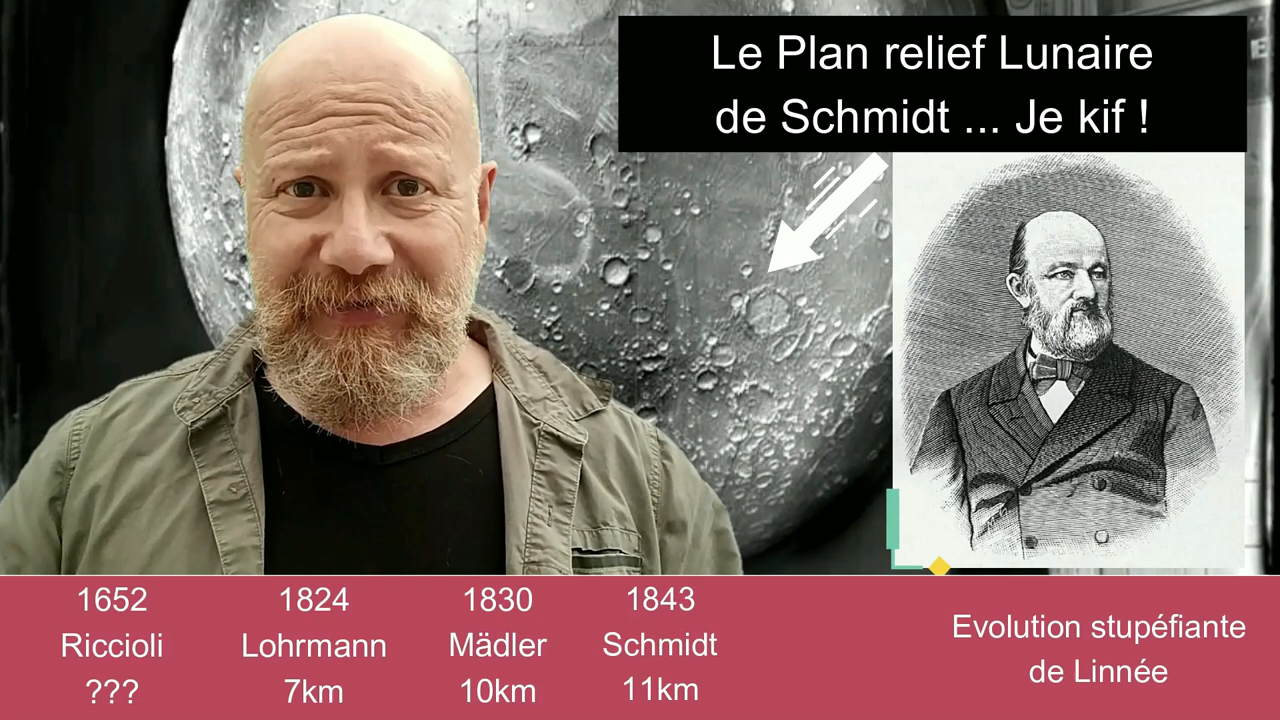 Le Plan relief Lunaire
de Schmidt ... Je kif !
1652
Riccioli
???
1824
Lohrmann
7km
1830
Mädler
10km
1843
Schmidt
11km
Evolution stupéfiante
de Linnée